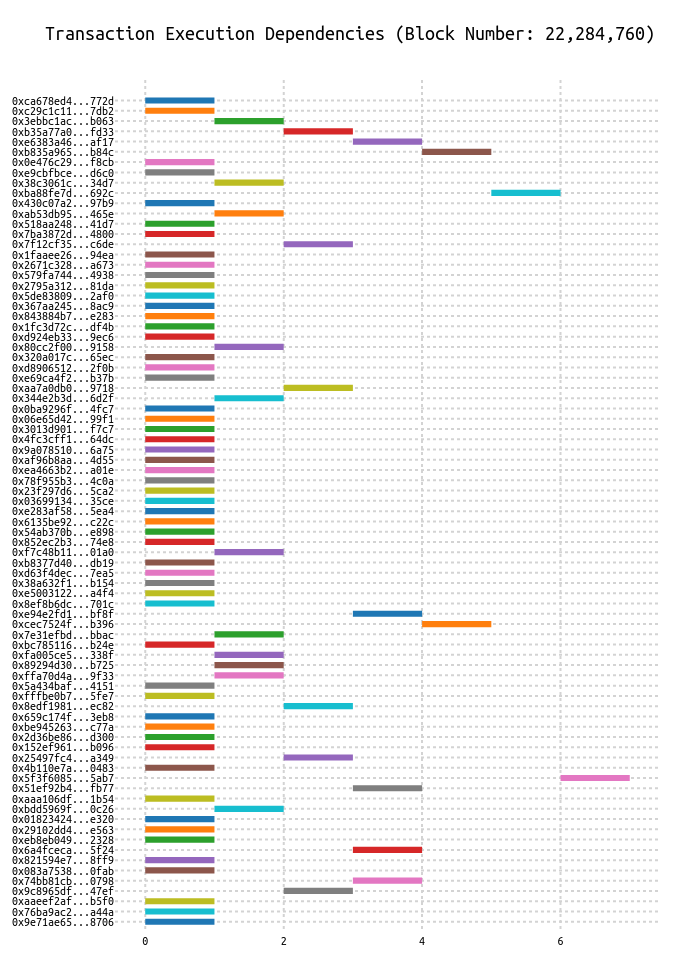 Transaction Execution Dependencies (Block Number: 22,284,760)
0xca678ed4...772d
0xc29c1c11...7db2
0x3ebbc1ac...b063
0xb35a77a0...fd33
0xe6383a46...af17
0xb835a965...b84c
0x0e476c29...f8cb
0xe9cbfbce...d6c0
0x38c3061c...34d7
0xba88fe7d...692c
0x430c07a2...97b9
0xab53db95...465e
0x518aa248...41d7
0x7ba3872d...4800
0x7f12cf35...c6de
0x1faaee26...94ea
0x2671c328...a673
0x579fa744...4938
0x2795a312...81da
0x5de83809...2af0
0x367aa245...8ac9
0x843884b7...e283
0x1fc3d72c...df4b
0xd924eb33...9ec6
0x80cc2f00...9158
0x320a017c...65ec
0xd8906512...2f0b
0xe69ca4f2...b37b
0xaa7a0db0...9718
0x344e2b3d...6d2f
0x0ba9296f...4fc7
0x06e65d42...99f1
0x3013d901...f7c7
0x4fc3cff1...64dc
0x9a078510...6a75
0xaf96b8aa...4d55
0xea4663b2...a01e
0x78f955b3...4c0a
0x23f297d6...5ca2
0x03699134...35ce
0xe283af58...5ea4
0x6135be92...c22c
0x54ab370b...e898
0x852ec2b3...74e8
0xf7c48b11...01a0
0xb8377d40...db19
0xd63f4dec...7ea5
0x38a632f1...b154
0xe5003122...a4f4
0x8ef8b6dc...701c
0xe94e2fd1...bf8f
0xcec7524f...b396
0x7e31efbd...bbac
0xbc785116...b24e
0xfa005ce5...338f
0x89294d30...b725
0xffa70d4a...9f33
0x5a434baf...4151
0xfffbe0b7...5fe7
0x8edf1981...ec82
0x659c174f...3eb8
0xbe945263...c77a
0x2d36be86...d300
0x152ef961...b096
0x25497fc4...a349
0x4b110e7a...0483
0x5f3f6085...5ab7
0x51ef92b4...fb77
0xaaa106df...1b54
0xbdd5969f...0c26
0x01823424...e320
0x29102dd4...e563
0xeb8eb049...2328
0x6a4fceca...5f24
0x821594e7...8ff9
0x083a7538...0fab
0x74bb81cb...0798
0x9c8965df...47ef
0xaaeef2af...b5f0
0x76ba9ac2...a44a
0x9e71ae65...8706
0 2 4 6